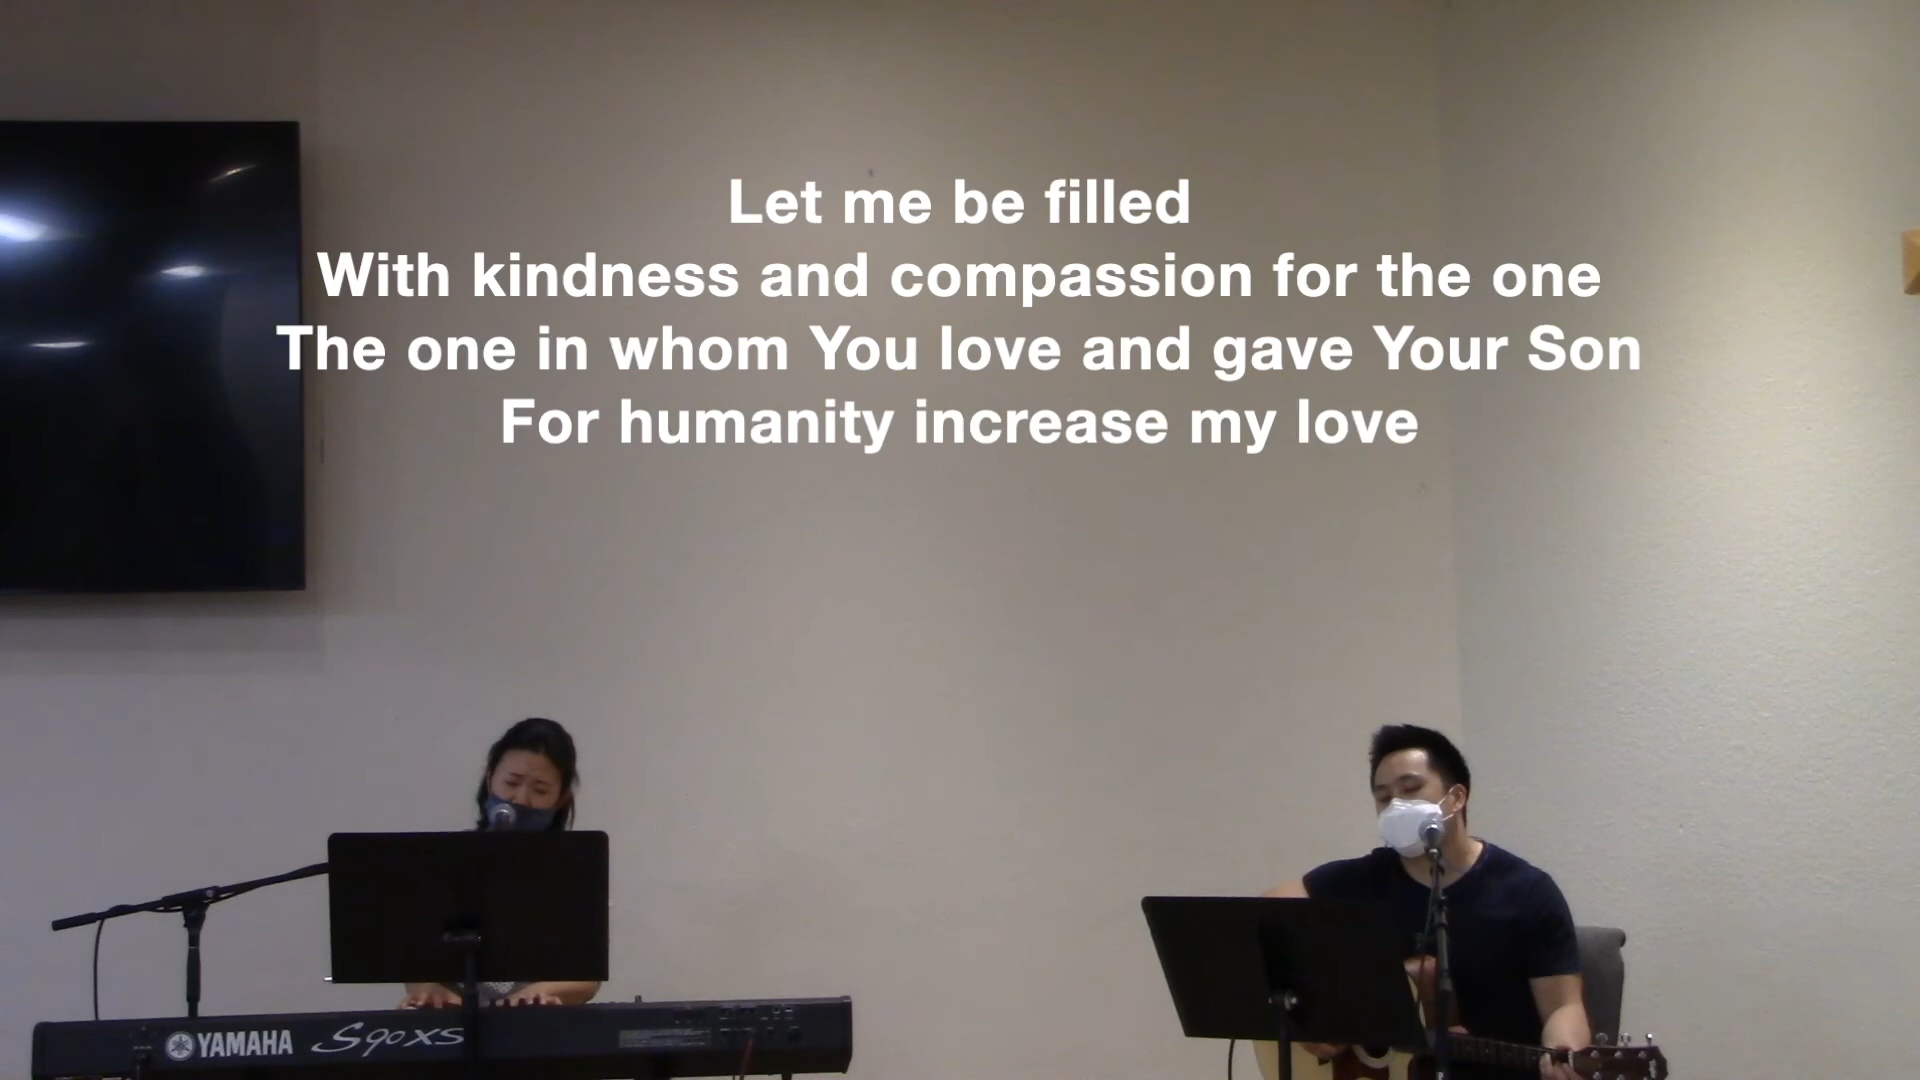 Let me be filled
With kindness and compassion for the one
The one in whom You love and gave Your Son
For humanity increase my love
YAMAHA S90XS